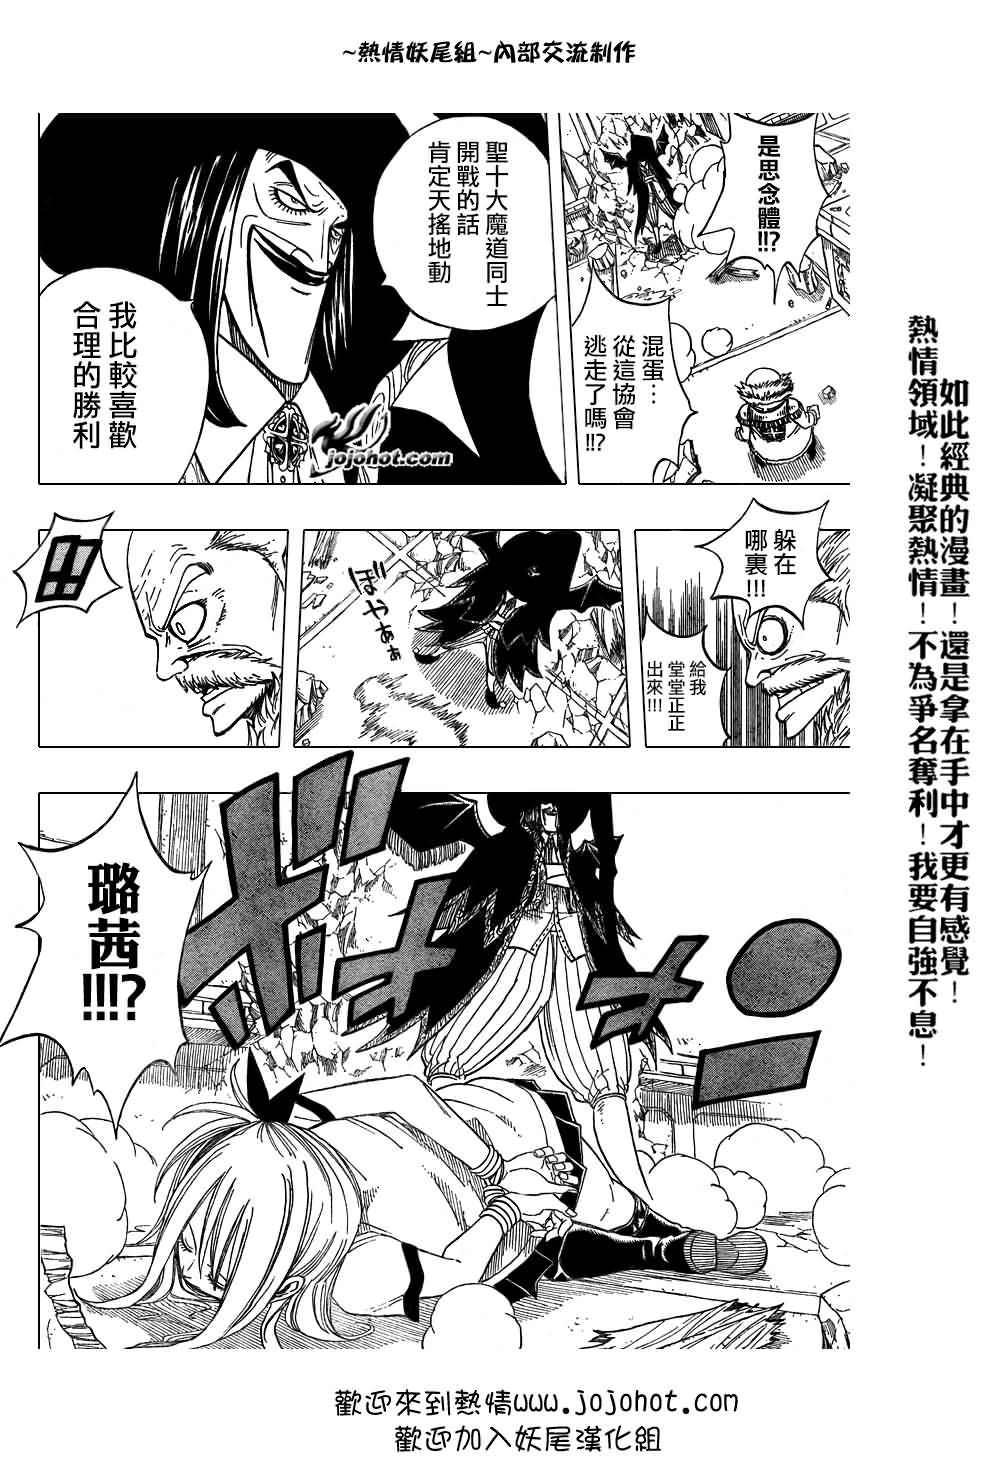 ~熱情妖尾組~內部交流制作
是思念體!!?
混蛋…
從這協會
逃走了嗎!!?
聖十大魔道同士
開戰的話
肯定天搖地動
我比較喜歡
合理的勝利
jojohot.com
躲在
哪裏!!!
給我
堂堂正正
出來!!!
ぼやぁぁぁ
!!
ドォン
璐茜
!!!?
如此經典的漫畫！還是拿在手中才更有感覺！
熱情領域！凝聚熱情！不為爭名奪利！我要自強不息！
歡迎來到熱情www.jojohot.com
歡迎加入妖尾漢化組